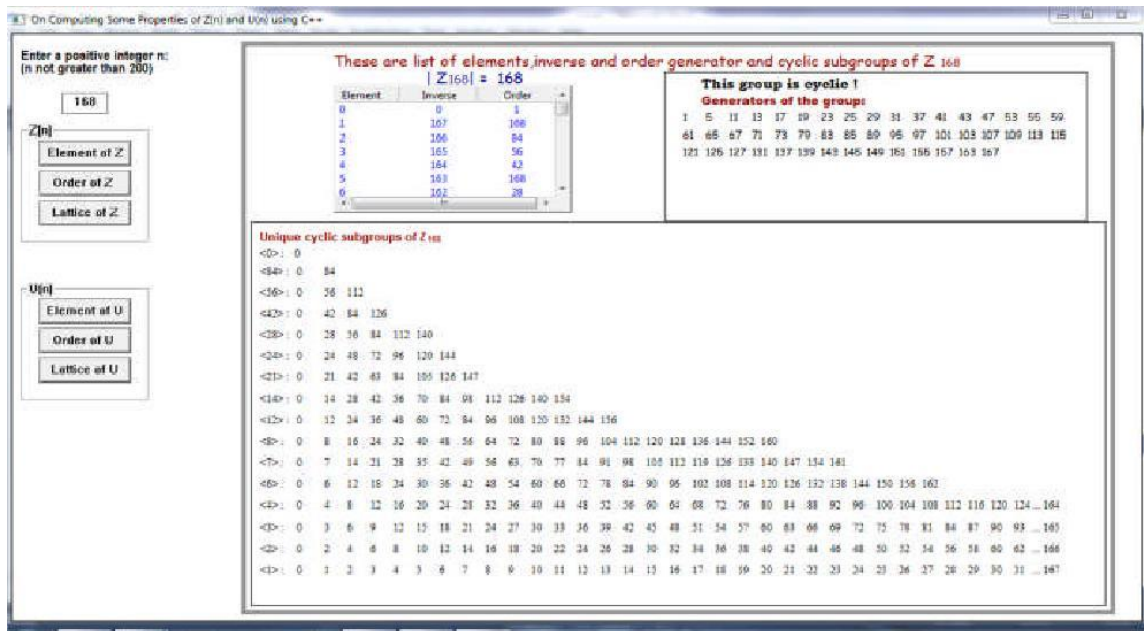 On Computing Some Properties of Z(n) and U(n) using C++
Enter a positive integer n:
(n not greater than 200)
168
Z(n)
Element of Z
Order of Z
Lattice of Z
U(n)
Element of U
Order of U
Lattice of U
These are list of elements,inverse and order generator and cyclic subgroups of Z 168
| Z168| = 168
Element Inverse Order
0 0 1
1 167 168
2 166 84
3 165 56
4 164 42
5 163 168
6 162 28
This group is cyclic !
Generators of the group:
1 5 11 13 17 19 23 25 29 31 37 41 43 47 53 55 59
61 65 67 71 73 79 83 85 89 95 97 101 103 107 109 113 115
121 125 127 131 137 139 143 145 149 151 155 157 163 167
Unique cyclic subgroups of Z168
<0> : 0
<84> : 0 84
<56> : 0 56 112
<42> : 0 42 84 126
<28> : 0 28 56 84 112 140
<24> : 0 24 48 72 96 120 144
<21> : 0 21 42 63 84 105 126 147
<14> : 0 14 28 42 56 70 84 98 112 126 140 154
<12> : 0 12 24 36 48 60 72 84 96 108 120 132 144 156
<8> : 0 8 16 24 32 40 48 56 64 72 80 88 96 104 112 120 128 136 144 152 160
<7> : 0 7 14 21 28 35 42 49 56 63 70 77 84 91 98 105 112 119 126 133 140 147 154 161
<6> : 0 6 12 18 24 30 36 42 48 54 60 66 72 78 84 90 96 102 108 114 120 126 132 138 144 150 156 162
<4> : 0 4 8 12 16 20 24 28 32 36 40 44 48 52 56 60 64 68 72 76 80 84 88 92 96 100 104 108 112 116 120 124 ... 164
<3> : 0 3 6 9 12 15 18 21 24 27 30 33 36 39 42 45 48 51 54 57 60 63 66 69 72 75 78 81 84 87 90 93 ... 165
<2> : 0 2 4 6 8 10 12 14 16 18 20 22 24 26 28 30 32 34 36 38 40 42 44 46 48 50 52 54 56 58 60 62 ... 166
<1> : 0 1 2 3 4 5 6 7 8 9 10 11 12 13 14 15 16 17 18 19 20 21 22 23 24 25 26 27 28 29 30 31 ... 167